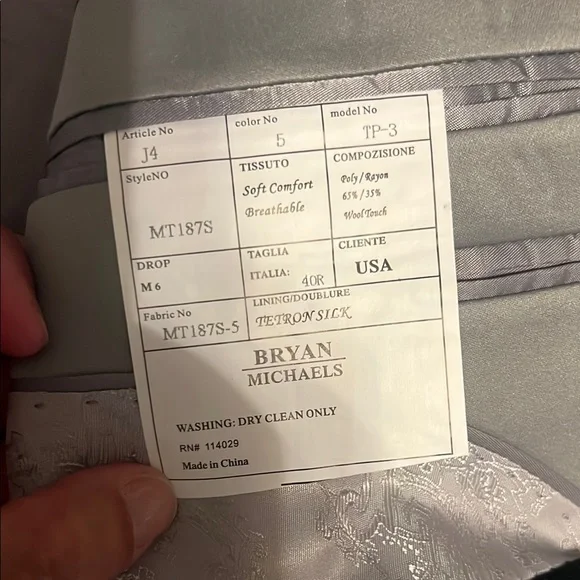 Article No
J4
color No
5
model No
TP-3
StyleNO
MT187S
TISSUTO
Soft Comfort
Breathable
COMPOZISIONE
Poly/Rayon
65%/35%
Wool Touch
DROP
M 6
TAGLIA
ITALIA: 40R
CLIENTE
USA
Fabric No
MT187S-5
LINING/DOUBLURE
TETRON SILK
BRYAN
MICHAELS
WASHING: DRY CLEAN ONLY
RN# 114029
Made in China